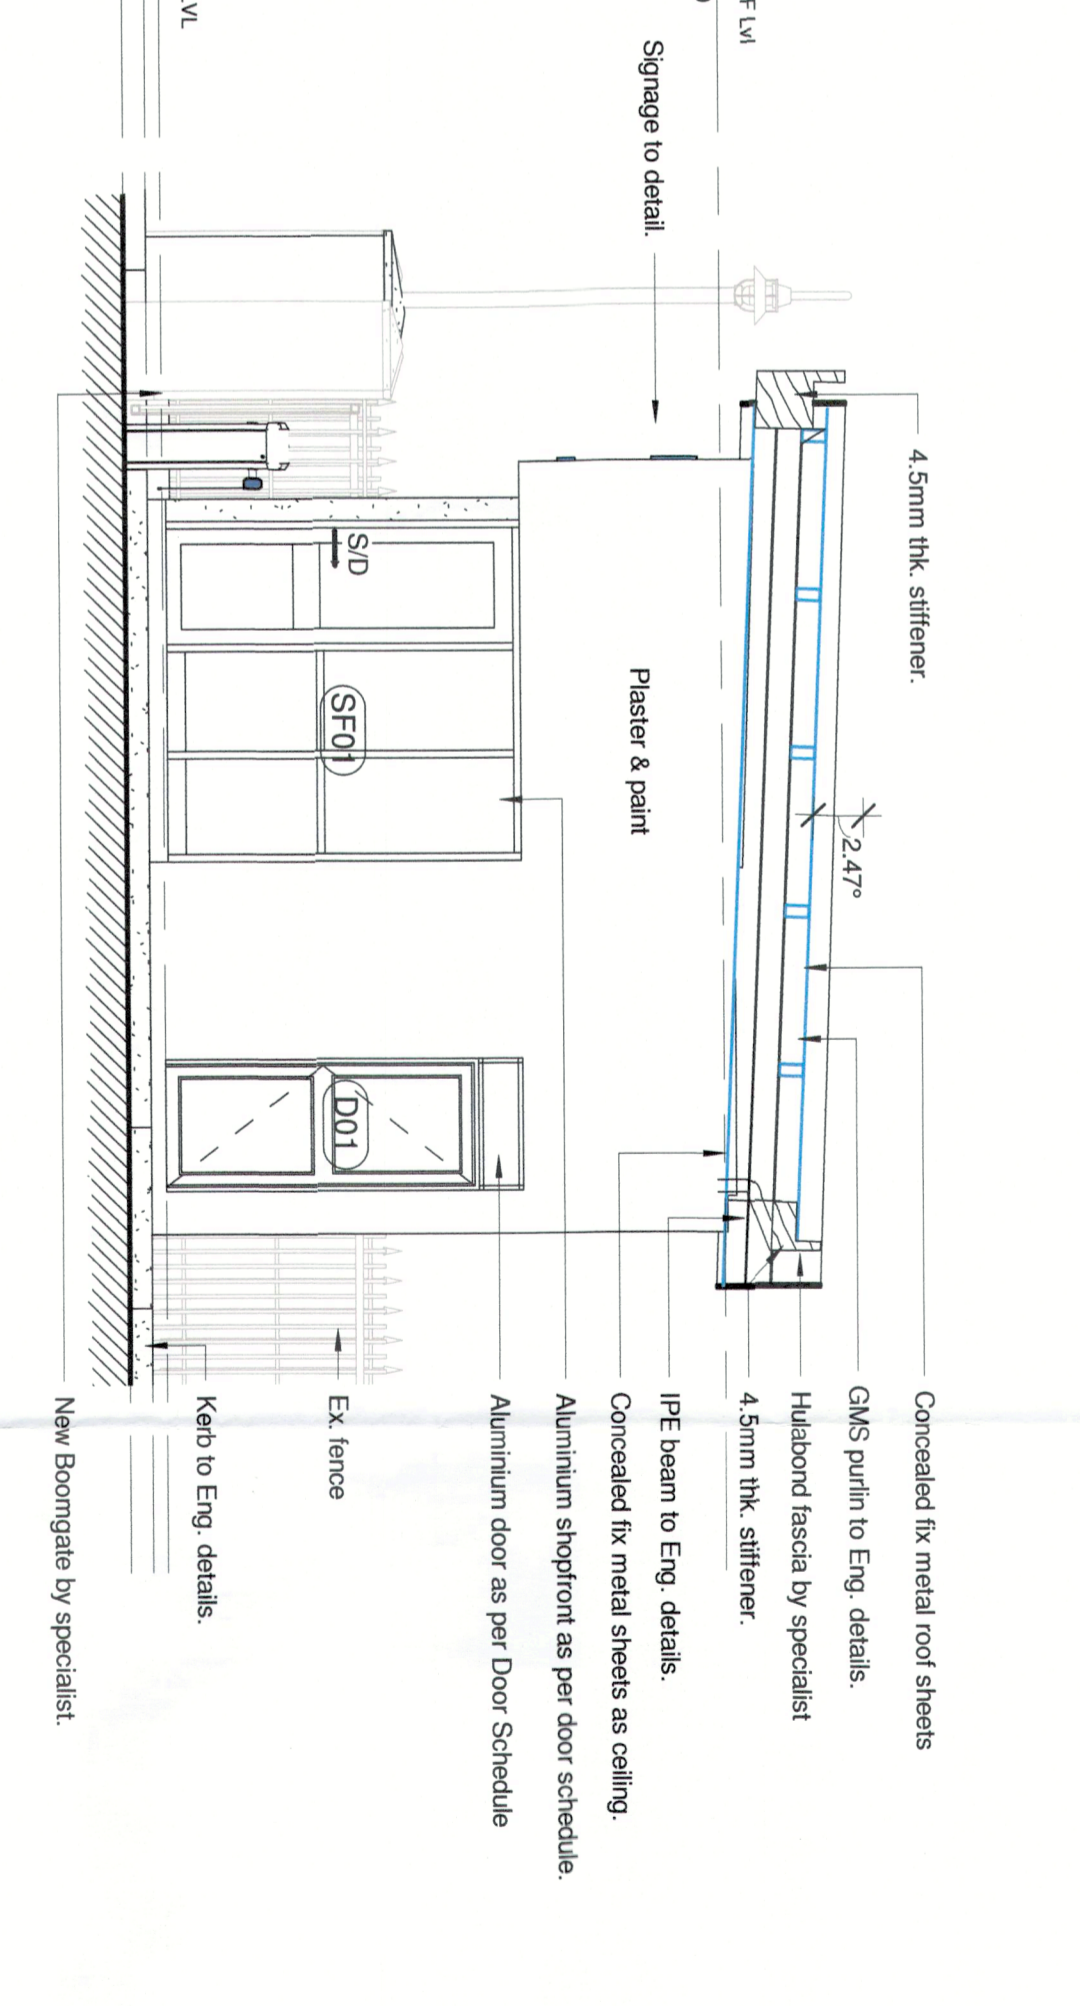 4.5mm thk. stiffener.
F Lvl
Signage to detail.
2.47°
Plaster & paint
S/D
SF01
D01
LVL
Concealed fix metal roof sheets
GMS purlin to Eng. details.
Hulabond fascia by specialist
4.5mm thk. stiffener.
IPE beam to Eng. details.
Concealed fix metal sheets as ceiling.
Aluminium shopfront as per door schedule.
Aluminium door as per Door Schedule
Ex. fence
Kerb to Eng. details.
New Boomgate by specialist.